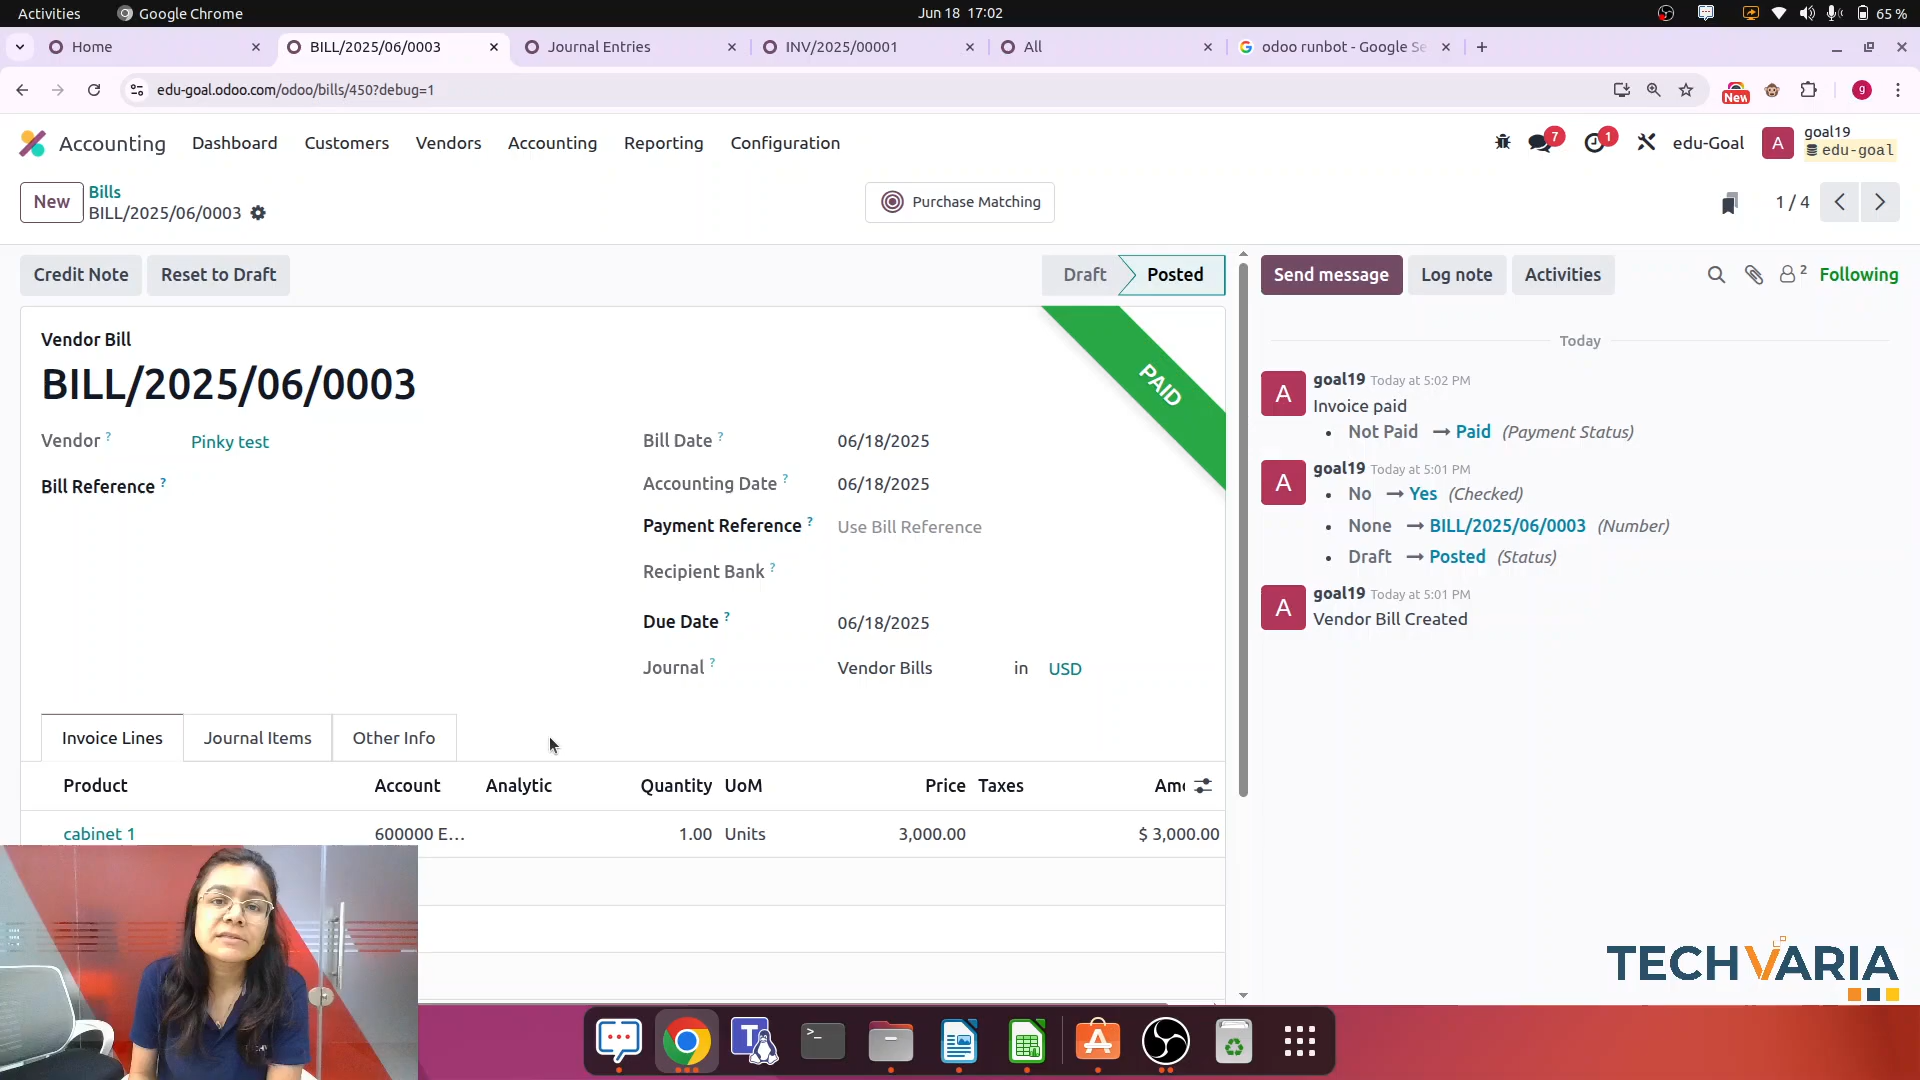 Activities Google Chrome Jun 18 17:02 65 %
Home BILL/2025/06/0003 Journal Entries INV/2025/00001 All odoo runbot - Google Se
edu-goal.odoo.com/odoo/bills/450?debug=1 New g
Accounting Dashboard Customers Vendors Accounting Reporting Configuration 7 1 edu-Goal A goal19
edu-goal
New Bills
BILL/2025/06/0003 Purchase Matching 1 / 4
Credit Note Reset to Draft Draft Posted Send message Log note Activities 2 Following
Vendor Bill
BILL/2025/06/0003
PAID
Vendor ? Pinky test
Bill Reference ?
Bill Date ? 06/18/2025
Accounting Date ? 06/18/2025
Payment Reference ? Use Bill Reference
Recipient Bank ?
Due Date ? 06/18/2025
Journal ? Vendor Bills in USD
Invoice Lines Journal Items Other Info
Product Account Analytic Quantity UoM Price Taxes Am
cabinet 1 600000 E... 1.00 Units 3,000.00 $ 3,000.00
Today
A goal19 Today at 5:02 PM
Invoice paid
• Not Paid → Paid (Payment Status)
A goal19 Today at 5:01 PM
• No → Yes (Checked)
• None → BILL/2025/06/0003 (Number)
• Draft → Posted (Status)
A goal19 Today at 5:01 PM
Vendor Bill Created
TECHVARIA